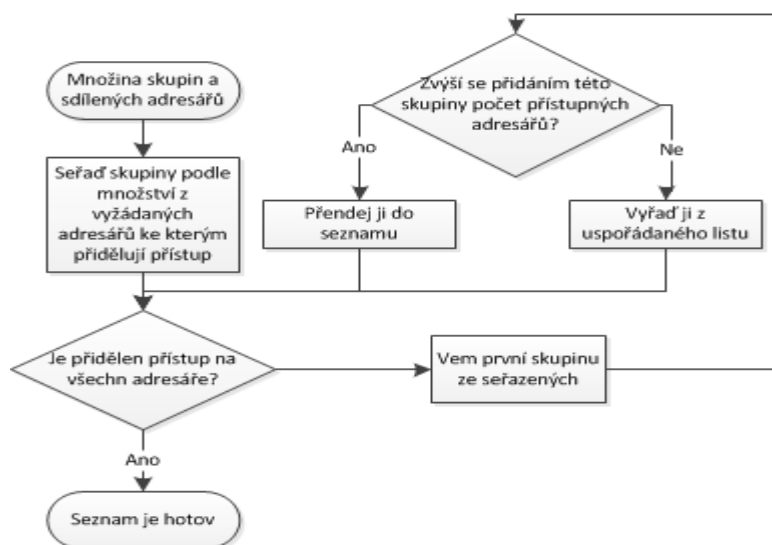 Množina skupin a
sdílených adresářů
Seřaď skupiny podle
množství z
vyžádaných
adresářů ke kterým
přidělují přístup
Zvýší se přidáním této
skupiny počet přístupných
adresářů?
Ano
Ne
Přendej ji do
seznamu
Vyřaď ji z
uspořádaného listu
Je přidělen přístup na
všechn adresáře?
Vem první skupinu
ze seřazených
Ano
Seznam je hotov